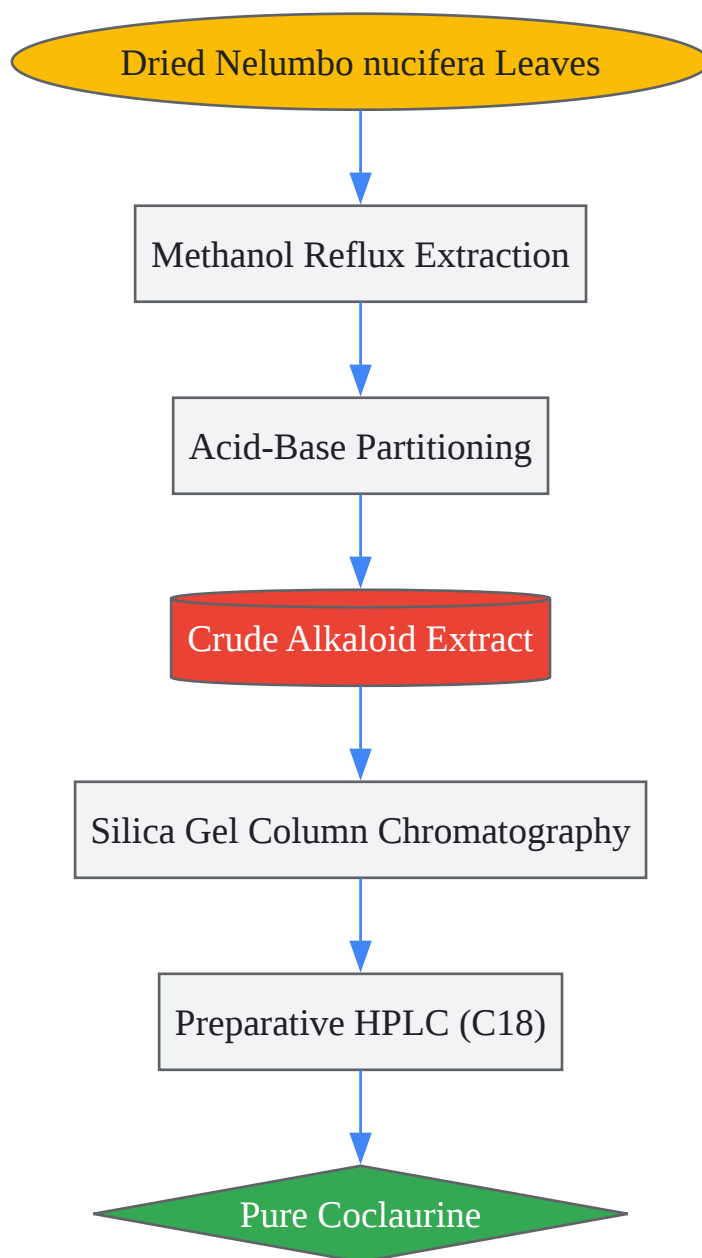 Dried Nelumbo nucifera Leaves
Methanol Reflux Extraction
Acid-Base Partitioning
Crude Alkaloid Extract
Silica Gel Column Chromatography
Preparative HPLC (C18)
Pure Coclaurine